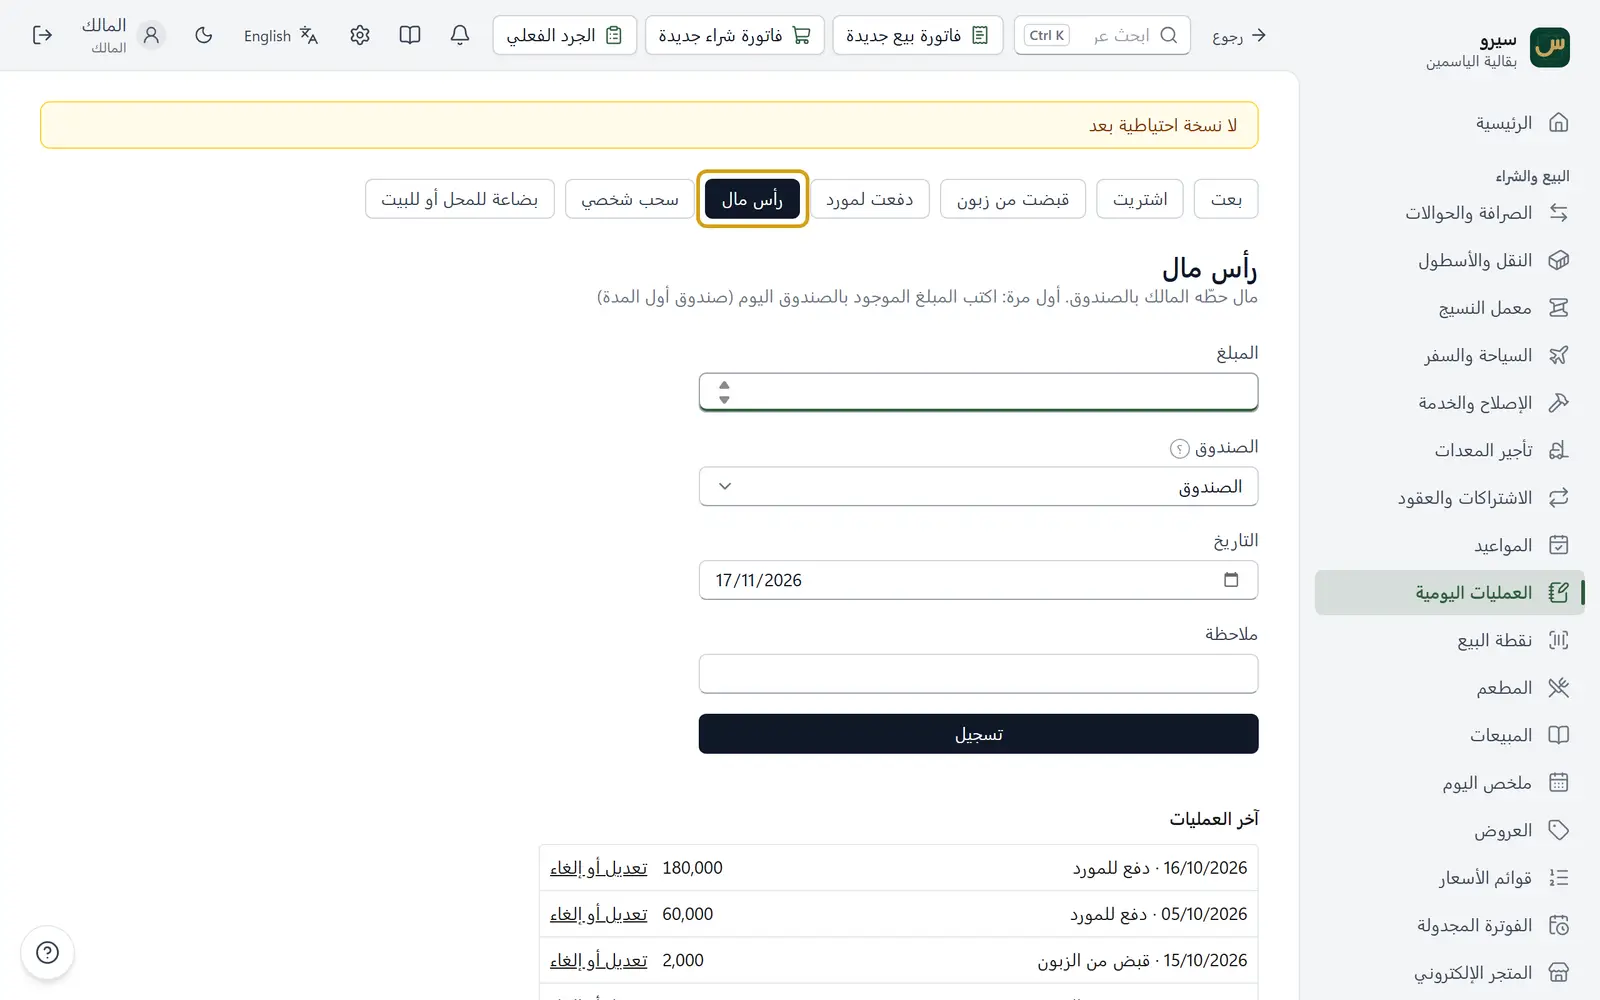 سيرو
بقالية الياسمين
رجوع
ابحث عن
Ctrl K
فاتورة بيع جديدة
فاتورة شراء جديدة
الجرد الفعلي
English
المالك
المالك
الرئيسية
البيع والشراء
الصرافة والحوالات
النقل والأسطول
معمل النسيج
السياحة والسفر
الإصلاح والخدمة
تأجير المعدات
الاشتراكات والعقود
المواعيد
العمليات اليومية
نقطة البيع
المطعم
المبيعات
ملخص اليوم
العروض
قوائم الأسعار
الفوترة المجدولة
المتجر الإلكتروني
لا نسخة احتياطية بعد
بعت
اشتريت
قبضت من زبون
دفعت لمورد
رأس مال
سحب شخصي
بضاعة للمحل أو للبيت
رأس مال
مال حطّه المالك بالصندوق. أول مرة: اكتب المبلغ الموجود بالصندوق اليوم (صندوق أول المدة)
المبلغ
الصندوق ؟
الصندوق
التاريخ
17/11/2026
ملاحظة
تسجيل
آخر العمليات
16/10/2026 · دفع للمورد 180,000 تعديل أو إلغاء
05/10/2026 · دفع للمورد 60,000 تعديل أو إلغاء
15/10/2026 · قبض من الزبون 2,000 تعديل أو إلغاء